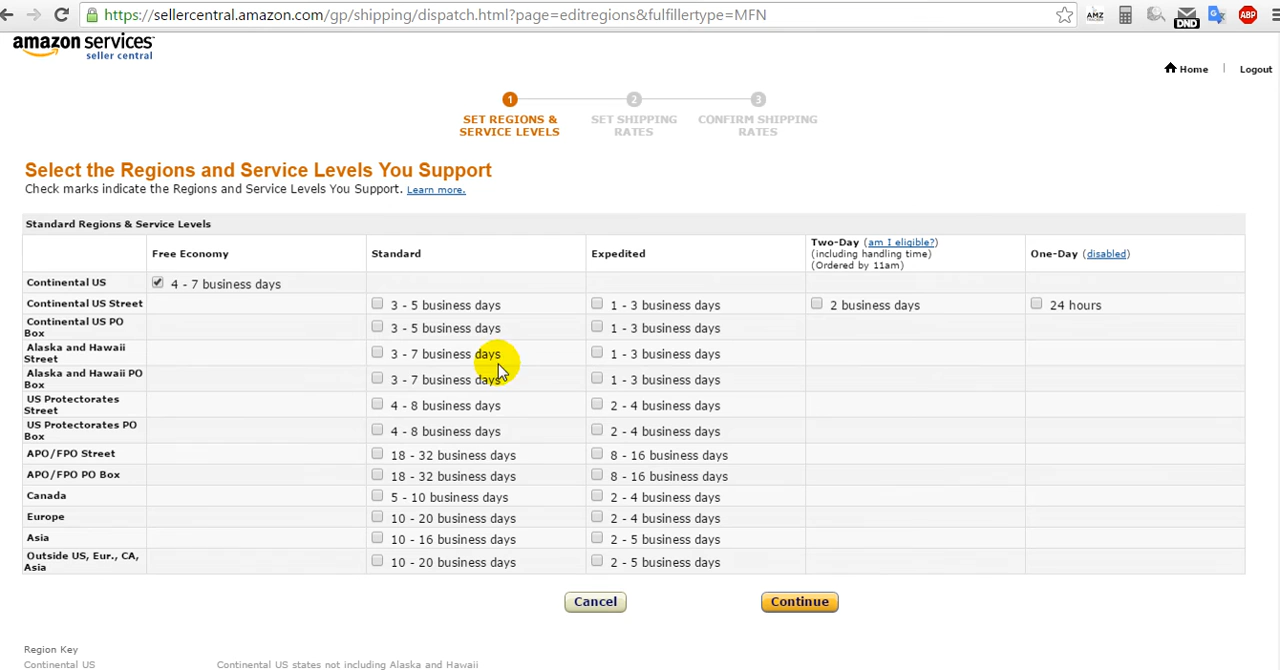 https://sellercentral.amazon.com/gp/shipping/dispatch.html?page=editregions&fulfillertype=MFN
AMZ
DND
ABP
amazon services
seller central
Home | Logout
1 2 3
SET REGIONS & SERVICE LEVELS
SET SHIPPING RATES
CONFIRM SHIPPING RATES
Select the Regions and Service Levels You Support
Check marks indicate the Regions and Service Levels You Support. Learn more.
Standard Regions & Service Levels
Free Economy Standard Expedited Two-Day (am I eligible?) (including handling time) (Ordered by 11am) One-Day (disabled)
Continental US 4 - 7 business days
Continental US Street 3 - 5 business days 1 - 3 business days 2 business days 24 hours
Continental US PO Box 3 - 5 business days 1 - 3 business days
Alaska and Hawaii Street 3 - 7 business days 1 - 3 business days
Alaska and Hawaii PO Box 3 - 7 business days 1 - 3 business days
US Protectorates Street 4 - 8 business days 2 - 4 business days
US Protectorates PO Box 4 - 8 business days 2 - 4 business days
APO/FPO Street 18 - 32 business days 8 - 16 business days
APO/FPO PO Box 18 - 32 business days 8 - 16 business days
Canada 5 - 10 business days 2 - 4 business days
Europe 10 - 20 business days 2 - 4 business days
Asia 10 - 16 business days 2 - 5 business days
Outside US, Eur., CA, Asia 10 - 20 business days 2 - 5 business days
Cancel Continue
Region Key
Continental US Continental US states not including Alaska and Hawaii